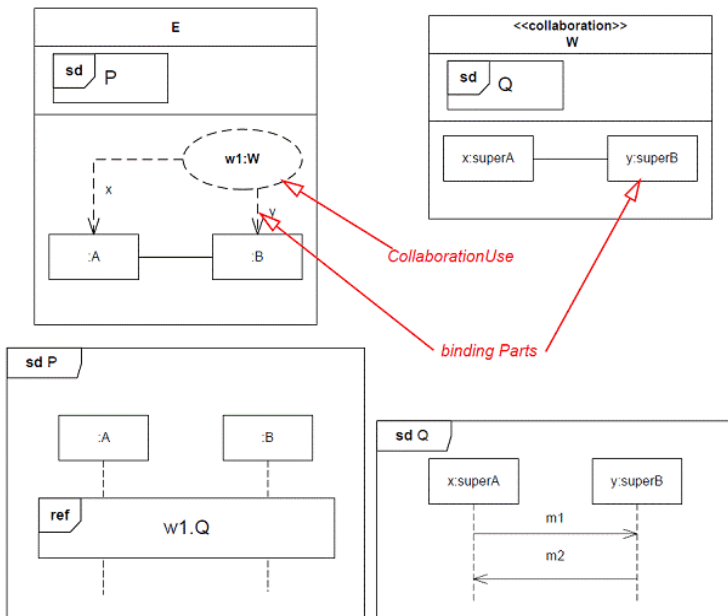 E
sd P
w1:W
x
y
:A
:B
<<collaboration>>
W
sd Q
x:superA
y:superB
CollaborationUse
binding Parts
sd P
:A
:B
ref
w1.Q
sd Q
x:superA
y:superB
m1
m2